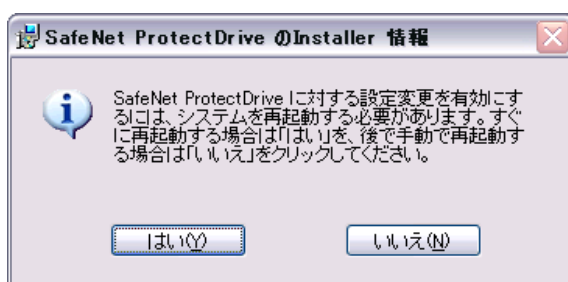 SafeNet ProtectDrive のInstaller 情報
SafeNet ProtectDrive に対する設定変更を有効にす
るには、システムを再起動する必要があります。すぐ
に再起動する場合は「はい」を、後で手動で再起動す
る場合は「いいえ」をクリックしてください。
はい(Y)
いいえ(N)